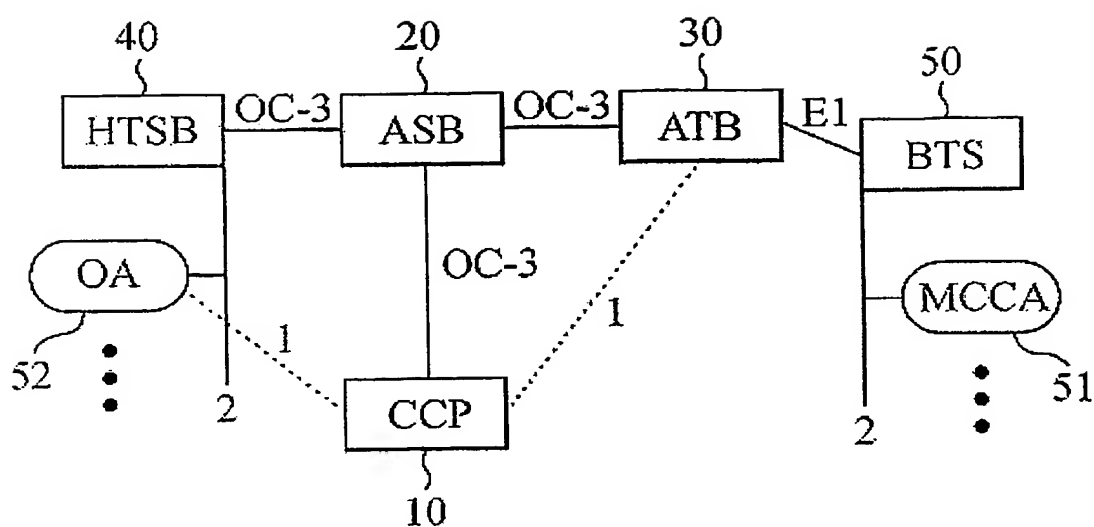 40
20
30
50
HTSB
OC-3
ASB
OC-3
ATB
E1
BTS
OA
OC-3
MCCA
52
1
1
51
2
CCP
2
10